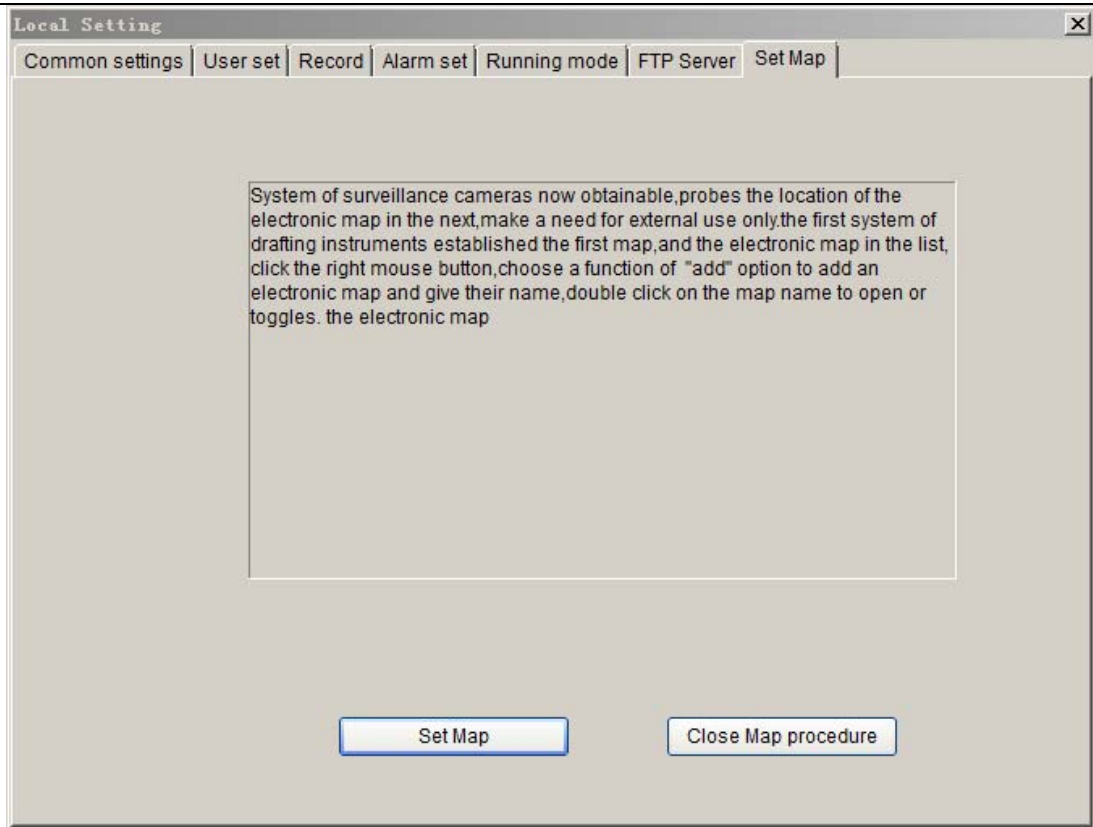 Local Setting
Common settings User set Record Alarm set Running mode FTP Server Set Map
System of surveillance cameras now obtainable,probes the location of the
electronic map in the next,make a need for external use only.the first system of
drafting instruments established the first map,and the electronic map in the list,
click the right mouse button,choose a function of "add" option to add an
electronic map and give their name,double click on the map name to open or
toggles. the electronic map
Set Map Close Map procedure